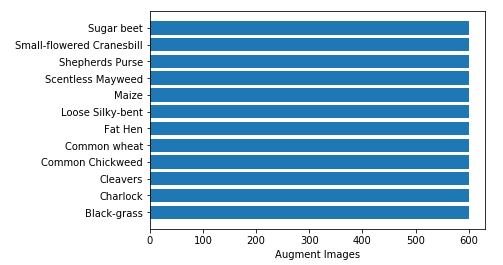 Sugar beet
Small-flowered Cranesbill
Shepherds Purse
Scentless Mayweed
Maize
Loose Silky-bent
Fat Hen
Common wheat
Common Chickweed
Cleavers
Charlock
Black-grass
0 100 200 300 400 500 600
Augment Images